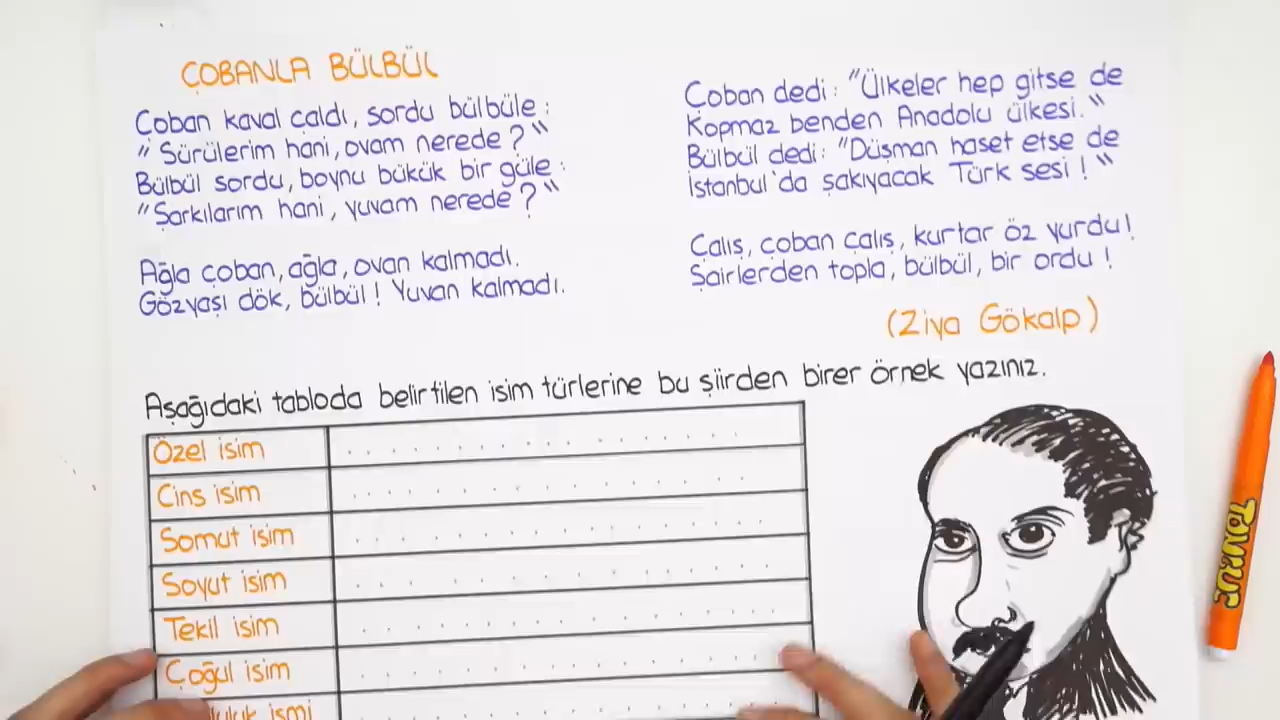 ÇOBANLA BÜLBÜL
Çoban kaval çaldı, sordu bülbüle:
"Sürülerim hani, ovam nerede?"
Bülbül sordu, boynu bükük bir güle:
"Şarkılarım hani, yuvam nerede?"
Ağla çoban, ağla, ovan kalmadı.
Gözyaşı dök, bülbül! Yuvan kalmadı.
Çoban dedi: "Ülkeler hep gitse de
Kopmaz benden Anadolu ülkesi."
Bülbül dedi: "Düşman haset etse de
İstanbul'da şakıyacak Türk sesi!"
Çalış, çoban çalış, kurtar öz yurdu!
Şairlerden topla, bülbül, bir ordu!
(Ziya Gökalp)
Aşağıdaki tabloda belirtilen isim türlerine bu şiirden birer örnek yazınız.
Özel isim
Cins isim
Somut isim
Soyut isim
Tekil isim
Çoğul isim
ismi